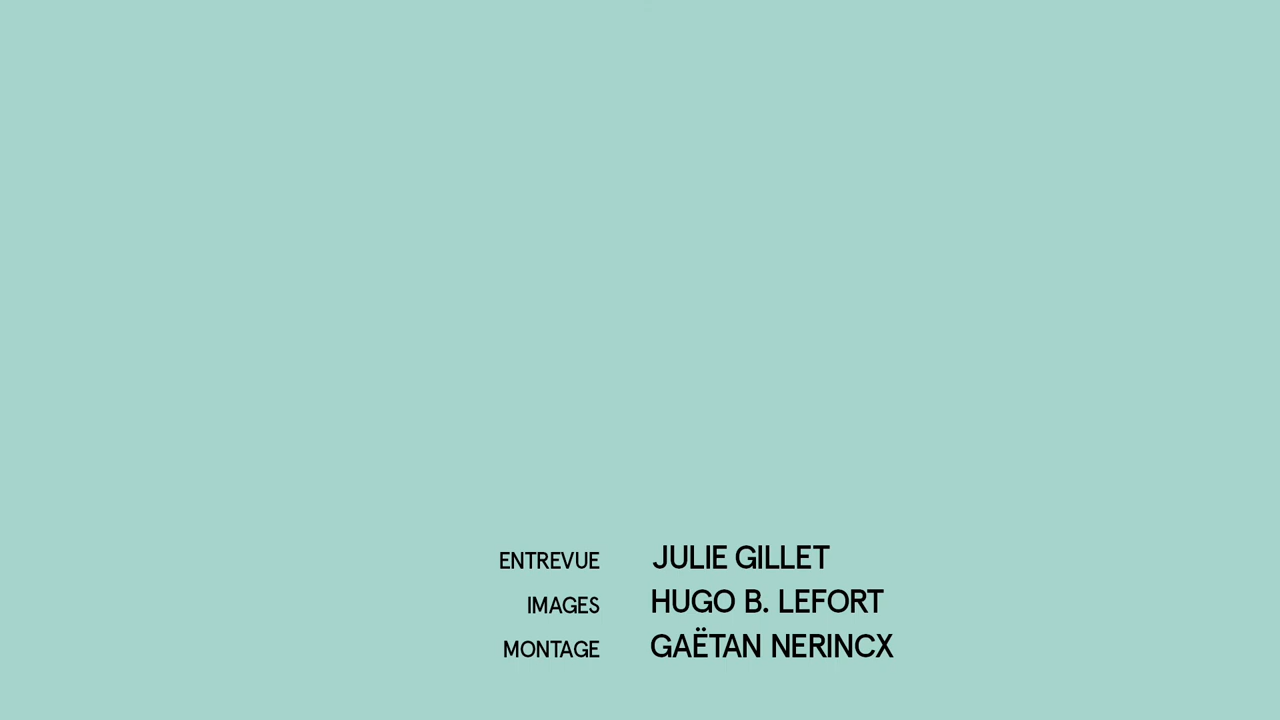 ENTREVUE JULIE GILLET
IMAGES HUGO B. LEFORT
MONTAGE GAËTAN NERINCX